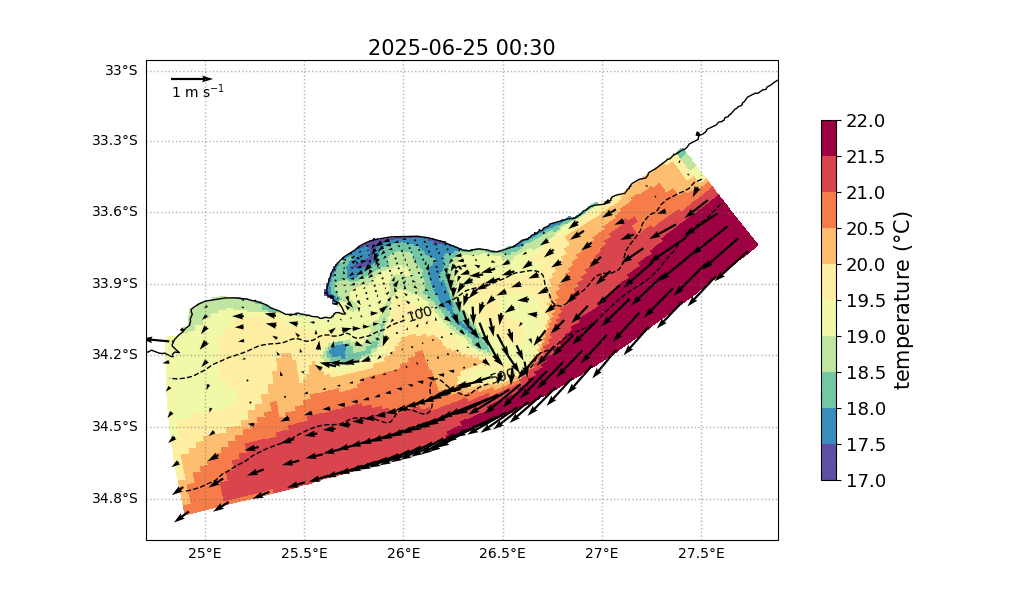 2025-06-25 00:30
1 m s⁻¹
33°S
33.3°S
33.6°S
33.9°S
34.2°S
34.5°S
34.8°S
25°E
25.5°E
26°E
26.5°E
27°E
27.5°E
100
500
22.0
21.5
21.0
20.5
20.0
19.5
19.0
18.5
18.0
17.5
17.0
temperature (°C)